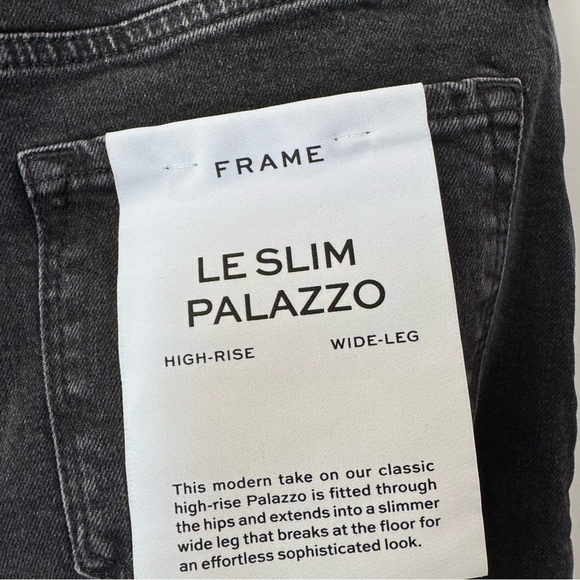 FRAME
LE SLIM
PALAZZO
HIGH-RISE WIDE-LEG
This modern take on our classic
high-rise Palazzo is fitted through
the hips and extends into a slimmer
wide leg that breaks at the floor for
an effortless sophisticated look.